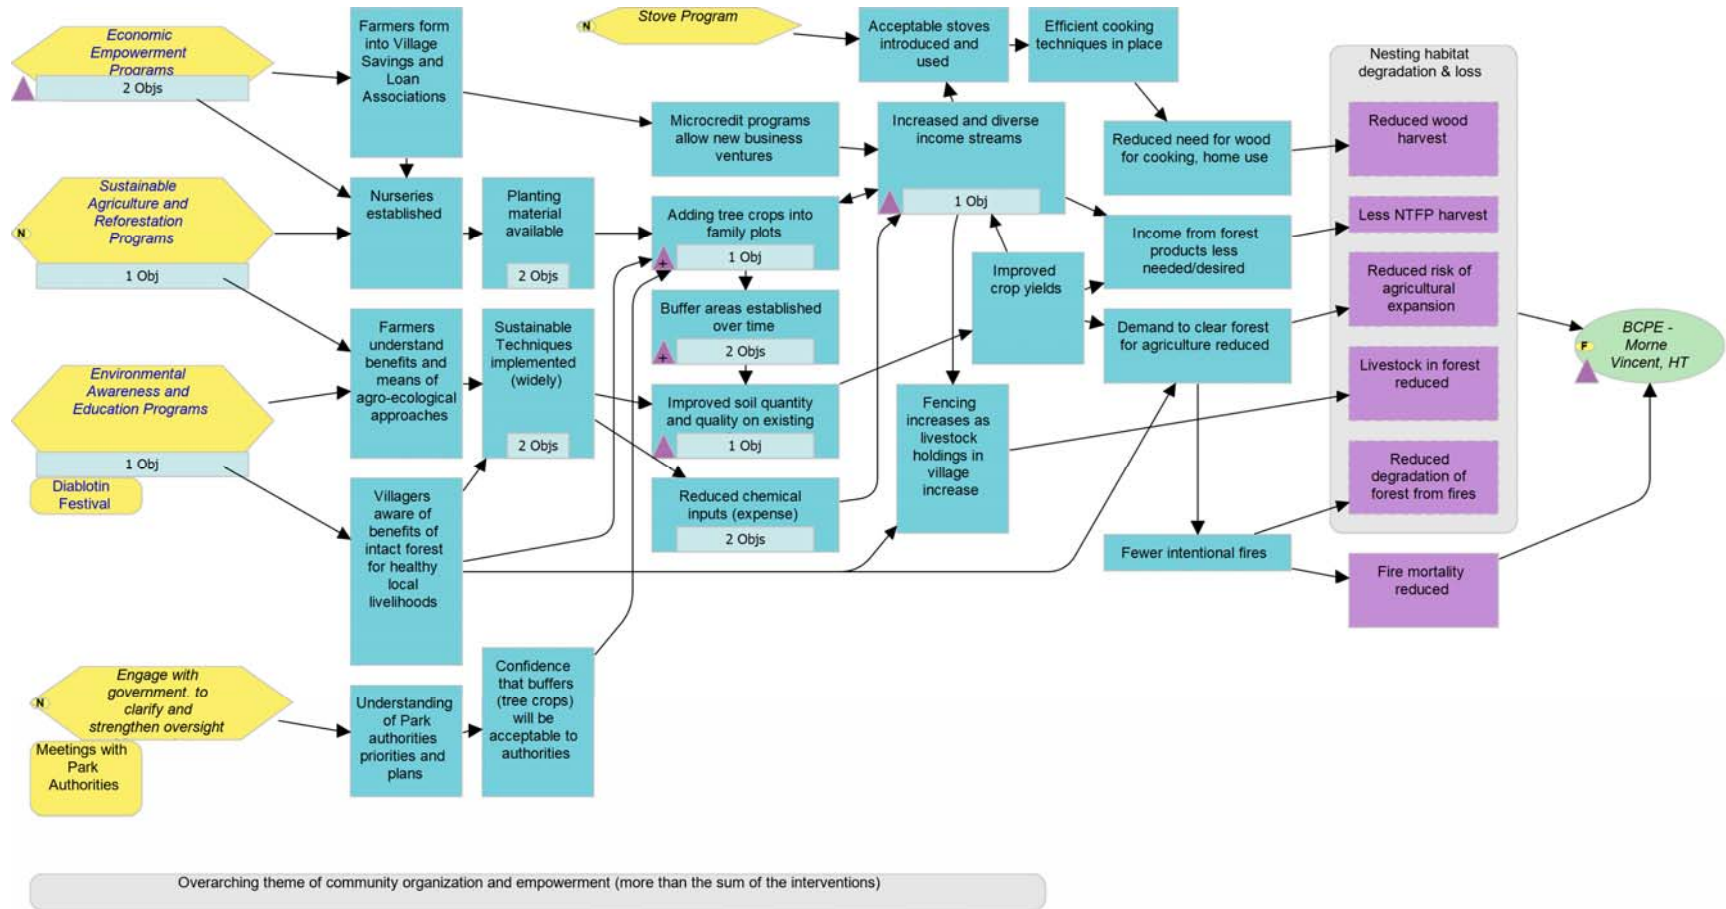 Economic
Empowerment
Programs
2 Objs
Farmers form
into Village
Savings and
Loan
Associations
N
Stove Program
Acceptable stoves
introduced and
used
Efficient cooking
techniques in place
Nesting habitat
degradation & loss
Microcredit programs
allow new business
ventures
Increased and diverse
income streams
1 Obj
Reduced need for wood
for cooking, home use
Reduced wood
harvest
Sustainable
Agriculture and
Reforestation
Programs
N
1 Obj
Nurseries
established
Planting
material
available
2 Objs
Adding tree crops into
family plots
+
1 Obj
Improved
crop yields
Income from forest
products less
needed/desired
Less NTFP harvest
Reduced risk of
agricultural
expansion
Buffer areas established
over time
+
2 Objs
Farmers
understand
benefits and
means of
agro-ecological
approaches
Sustainable
Techniques
implemented
(widely)
2 Objs
Demand to clear forest
for agriculture reduced
BCPE -
Morne
Vincent, HT
F
Environmental
Awareness and
Education Programs
1 Obj
Diablotin
Festival
Improved soil quantity
and quality on existing
1 Obj
Fencing
increases as
livestock
holdings in
village
increase
Livestock in forest
reduced
Reduced
degradation of
forest from fires
Villagers
aware of
benefits of
intact forest
for healthy
local
livelihoods
Reduced chemical
inputs (expense)
2 Objs
Fewer intentional fires
Fire mortality
reduced
Engage with
government. to
clarify and
strengthen oversight
N
Meetings with
Park
Authorities
Understanding
of Park
authorities
priorities and
plans
Confidence
that buffers
(tree crops)
will be
acceptable to
authorities
Overarching theme of community organization and empowerment (more than the sum of the interventions)